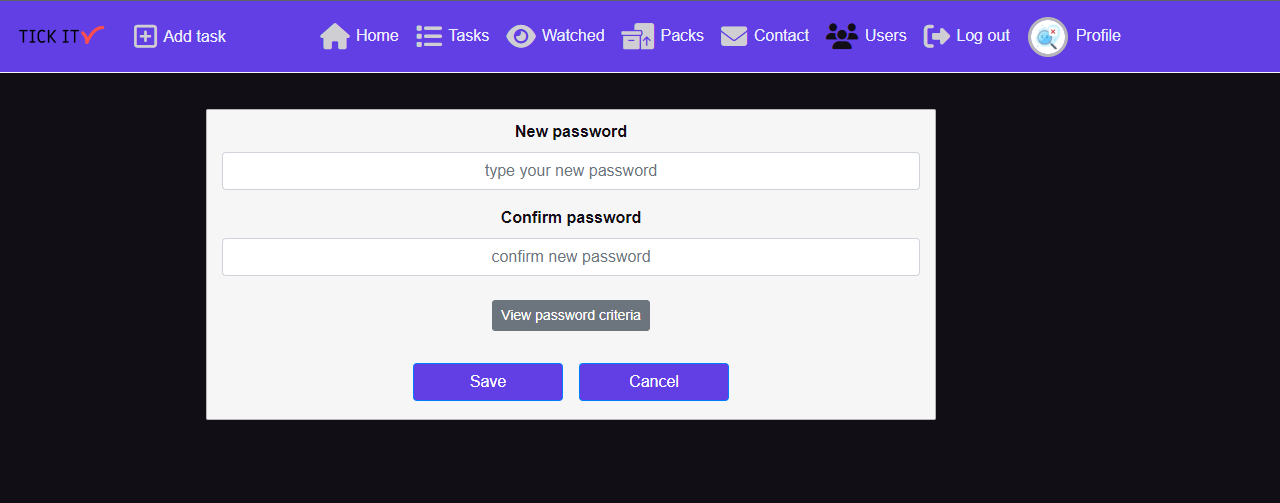 TICK IT
Add task
Home
Tasks
Watched
Packs
Contact
Users
Log out
Profile
New password
type your new password
Confirm password
confirm new password
View password criteria
Save
Cancel